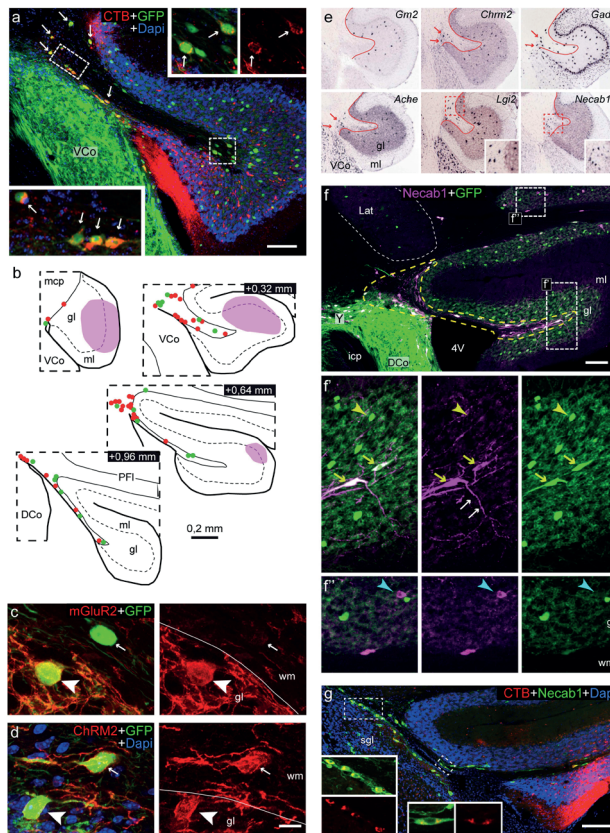 a
CTB+GFP
+Dapi
VCo
b
mcp
gl
VCo
ml
+0,32 mm
VCo
+0,64 mm
+0,96 mm
PFl
DCo
ml
gl
0,2 mm
c
mGluR2+GFP
wm
gl
d
ChRM2+GFP
+Dapi
wm
gl
e
Grm2
Chrm2
Gad
Ache
Lgi2
Necab1
gl
VCo
ml
f
Necab1+GFP
Lat
f''
f'
ml
gl
Y
icp
DCo
4V
f'
f''
g
wm
g
CTB+Necab1+Dap
sgl